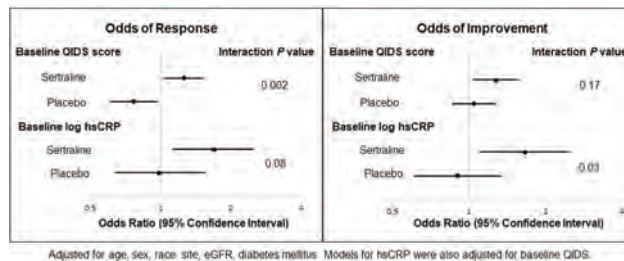 Odds of Response
Baseline QIDS score Interaction P value
Sertraline
0.002
Placebo
Baseline log hsCRP
Sertraline
0.08
Placebo
0.5 1 2 4
Odds Ratio (95% Confidence Interval)
Odds of Improvement
Baseline QIDS score Interaction P value
Sertraline
0.17
Placebo
Baseline log hsCRP
Sertraline
0.03
Placebo
0.5 1 2 4
Odds Ratio (95% Confidence Interval)
Adjusted for age, sex, race, site, eGFR, diabetes mellitus. Models for hsCRP were also adjusted for baseline QIDS.